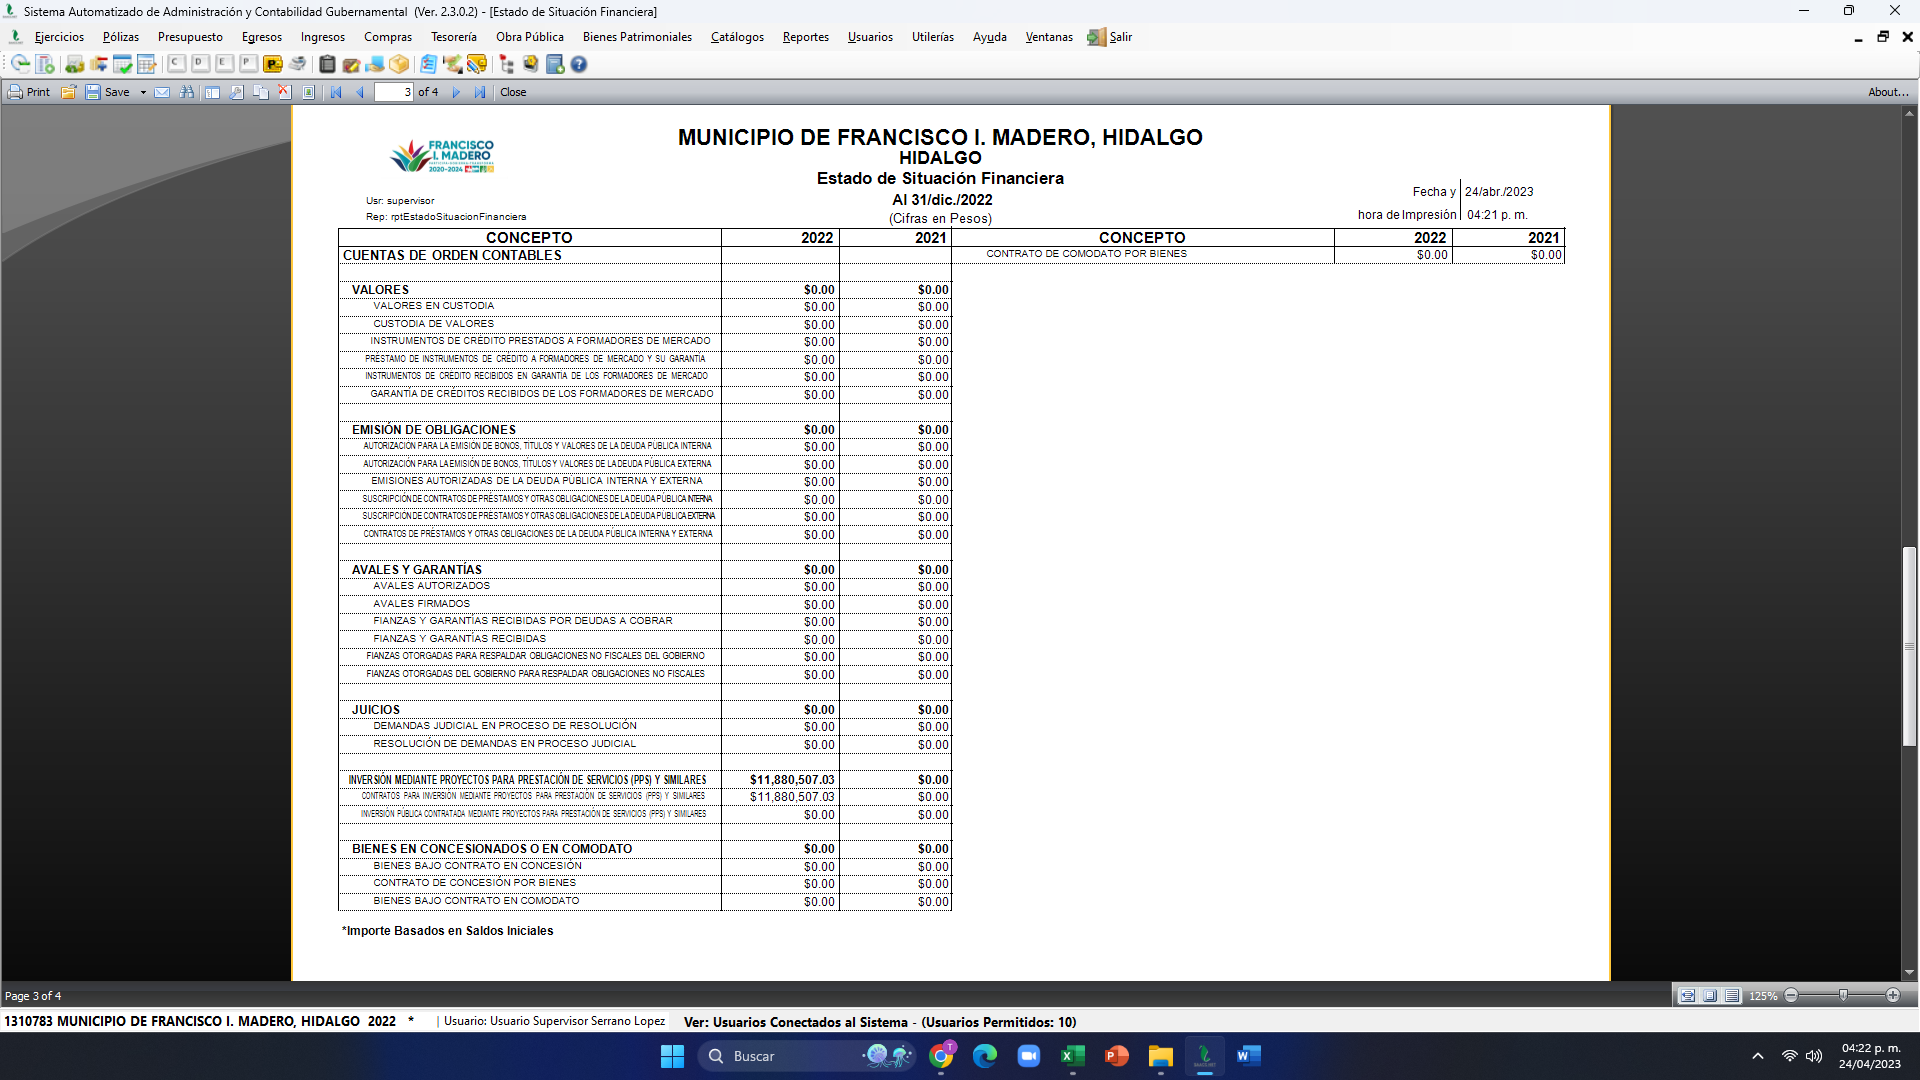 Sistema Automatizado de Administración y Contabilidad Gubernamental (Ver. 2.3.0.2) - [Estado de Situación Financiera]
Ejercicios Pólizas Presupuesto Egresos Ingresos Compras Tesorería Obra Pública Bienes Patrimoniales Catálogos Reportes Usuarios Utilerías Ayuda Ventanas Salir
C D E P P
Print Save 3 of 4 Close About...
FRANCISCO
I. MADERO
2020-2024
MUNICIPIO DE FRANCISCO I. MADERO, HIDALGO
HIDALGO
Estado de Situación Financiera
Al 31/dic./2022
(Cifras en Pesos)
Usr: supervisor
Rep: rptEstadoSituacionFinanciera
Fecha y 24/abr./2023
hora de Impresión 04:21 p. m.
CONCEPTO 2022 2021 CONCEPTO 2022 2021
CUENTAS DE ORDEN CONTABLES CONTRATO DE COMODATO POR BIENES $0.00 $0.00
VALORES $0.00 $0.00
VALORES EN CUSTODIA $0.00 $0.00
CUSTODIA DE VALORES $0.00 $0.00
INSTRUMENTOS DE CRÉDITO PRESTADOS A FORMADORES DE MERCADO $0.00 $0.00
PRÉSTAMO DE INSTRUMENTOS DE CRÉDITO A FORMADORES DE MERCADO Y SU GARANTÍA $0.00 $0.00
INSTRUMENTOS DE CRÉDITO RECIBIDOS EN GARANTÍA DE LOS FORMADORES DE MERCADO $0.00 $0.00
GARANTÍA DE CRÉDITOS RECIBIDOS DE LOS FORMADORES DE MERCADO $0.00 $0.00
EMISIÓN DE OBLIGACIONES $0.00 $0.00
AUTORIZACIÓN PARA LA EMISIÓN DE BONOS, TÍTULOS Y VALORES DE LA DEUDA PÚBLICA INTERNA $0.00 $0.00
AUTORIZACIÓN PARA LA EMISIÓN DE BONOS, TÍTULOS Y VALORES DE LA DEUDA PÚBLICA EXTERNA $0.00 $0.00
EMISIONES AUTORIZADAS DE LA DEUDA PÚBLICA INTERNA Y EXTERNA $0.00 $0.00
SUSCRIPCIÓN DE CONTRATOS DE PRÉSTAMOS Y OTRAS OBLIGACIONES DE LA DEUDA PÚBLICA INTERNA $0.00 $0.00
SUSCRIPCIÓN DE CONTRATOS DE PRÉSTAMOS Y OTRAS OBLIGACIONES DE LA DEUDA PÚBLICA EXTERNA $0.00 $0.00
CONTRATOS DE PRÉSTAMOS Y OTRAS OBLIGACIONES DE LA DEUDA PÚBLICA INTERNA Y EXTERNA $0.00 $0.00
AVALES Y GARANTÍAS $0.00 $0.00
AVALES AUTORIZADOS $0.00 $0.00
AVALES FIRMADOS $0.00 $0.00
FIANZAS Y GARANTÍAS RECIBIDAS POR DEUDAS A COBRAR $0.00 $0.00
FIANZAS Y GARANTÍAS RECIBIDAS $0.00 $0.00
FIANZAS OTORGADAS PARA RESPALDAR OBLIGACIONES NO FISCALES DEL GOBIERNO $0.00 $0.00
FIANZAS OTORGADAS DEL GOBIERNO PARA RESPALDAR OBLIGACIONES NO FISCALES $0.00 $0.00
JUICIOS $0.00 $0.00
DEMANDAS JUDICIAL EN PROCESO DE RESOLUCIÓN $0.00 $0.00
RESOLUCIÓN DE DEMANDAS EN PROCESO JUDICIAL $0.00 $0.00
INVERSIÓN MEDIANTE PROYECTOS PARA PRESTACIÓN DE SERVICIOS (PPS) Y SIMILARES $11,880,507.03 $0.00
CONTRATOS PARA INVERSIÓN MEDIANTE PROYECTOS PARA PRESTACIÓN DE SERVICIOS (PPS) Y SIMILARES $11,880,507.03 $0.00
INVERSIÓN PÚBLICA CONTRATADA MEDIANTE PROYECTOS PARA PRESTACIÓN DE SERVICIOS (PPS) Y SIMILARES $0.00 $0.00
BIENES EN CONCESIONADOS O EN COMODATO $0.00 $0.00
BIENES BAJO CONTRATO EN CONCESIÓN $0.00 $0.00
CONTRATO DE CONCESIÓN POR BIENES $0.00 $0.00
BIENES BAJO CONTRATO EN COMODATO $0.00 $0.00
*Importe Basados en Saldos Iniciales
Page 3 of 4 125%
1310783 MUNICIPIO DE FRANCISCO I. MADERO, HIDALGO 2022 * Usuario: Usuario Supervisor Serrano Lopez Ver: Usuarios Conectados al Sistema - (Usuarios Permitidos: 10)
Buscar
04:22 p. m.
24/04/2023